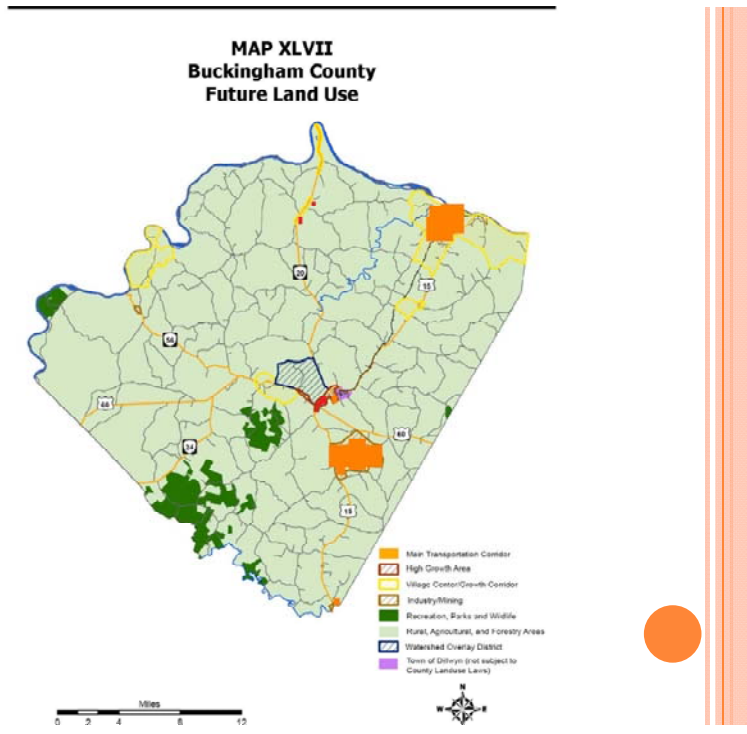 MAP XLVII
Buckingham County
Future Land Use
20
15
56
60
24
60
15
Main Transportation Corridor
High Growth Area
Village Center/Growth Corridor
Industry/Mining
Recreation, Parks and Wildlife
Rural, Agricultural, and Forestry Areas
Watershed Overlay District
Town of Dillwyn (not subject to
County Landuse Laws)
Miles
0 2 4 8 12
N
W E
S